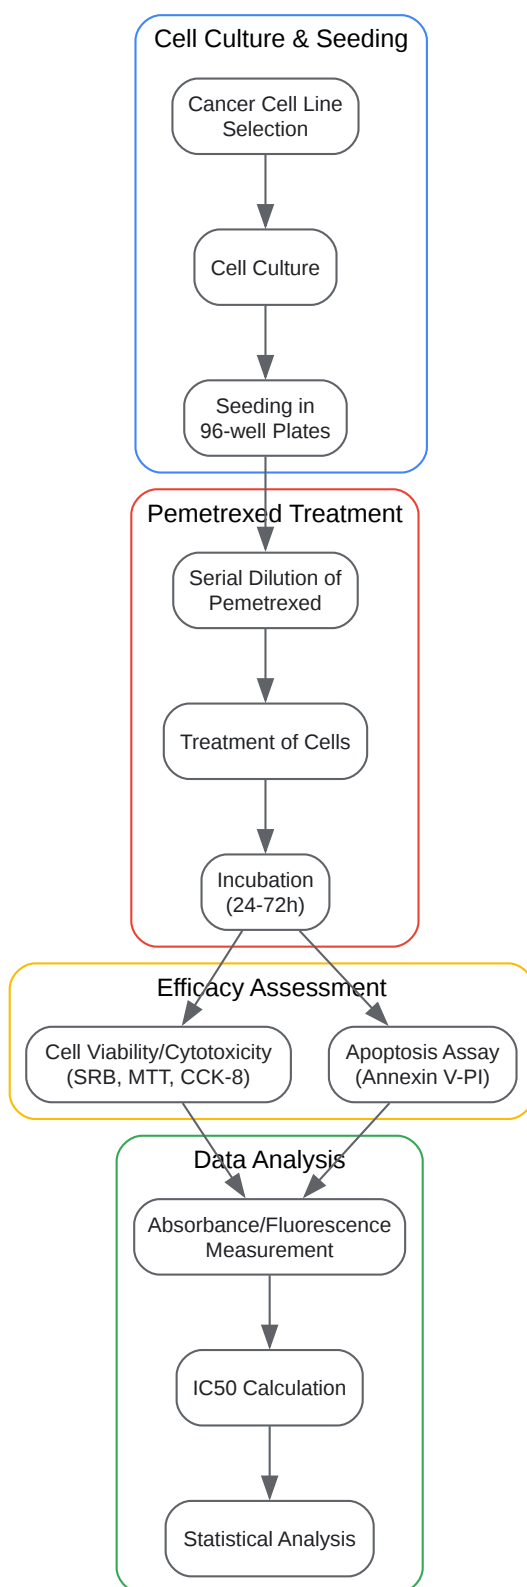 Cell Culture & Seeding
Cancer Cell Line
Selection
Cell Culture
Seeding in
96-well Plates
Pemetrexed Treatment
Serial Dilution of
Pemetrexed
Treatment of Cells
Incubation
(24-72h)
Efficacy Assessment
Cell Viability/Cytotoxicity
(SRB, MTT, CCK-8)
Apoptosis Assay
(Annexin V-PI)
Data Analysis
Absorbance/Fluorescence
Measurement
IC50 Calculation
Statistical Analysis